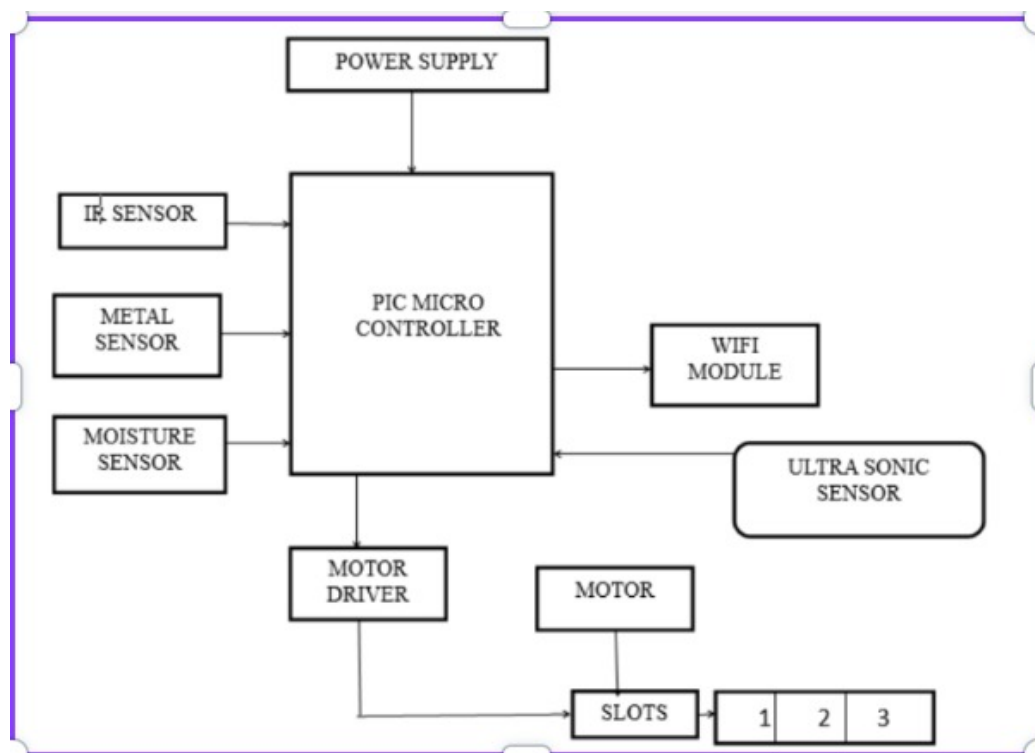 POWER SUPPLY
IR SENSOR
METAL
SENSOR
MOISTURE
SENSOR
PIC MICRO
CONTROLLER
WIFI
MODULE
ULTRA SONIC
SENSOR
MOTOR
DRIVER
MOTOR
SLOTS
1 2 3